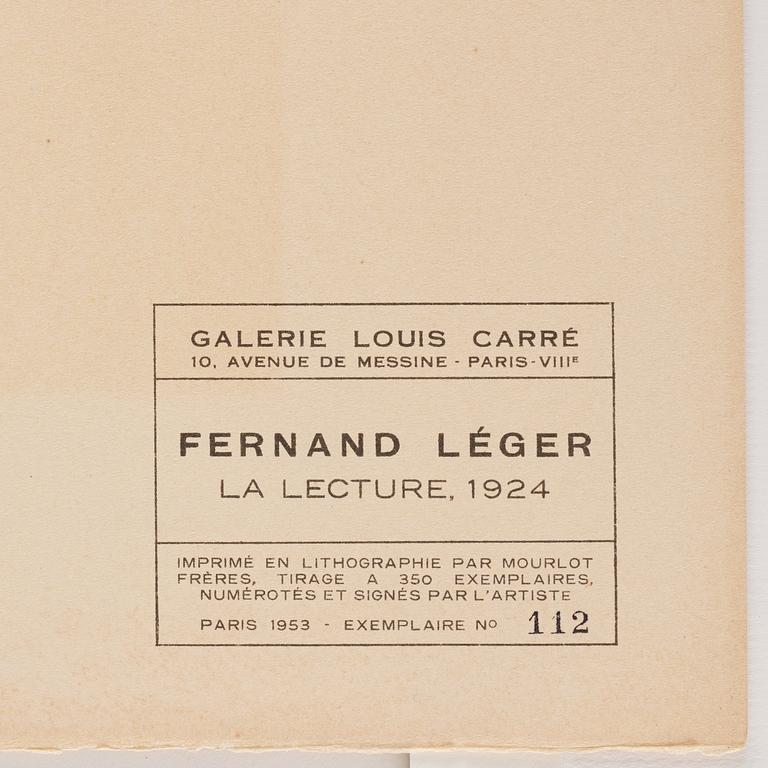 GALERIE LOUIS CARRÉ
10, AVENUE DE MESSINE - PARIS-VIIIᴱ
FERNAND LÉGER
LA LECTURE, 1924
IMPRIMÉ EN LITHOGRAPHIE PAR MOURLOT
FRÈRES, TIRAGE A 350 EXEMPLAIRES,
NUMÉROTÉS ET SIGNÉS PAR L'ARTISTE
PARIS 1953 - EXEMPLAIRE Nº 112